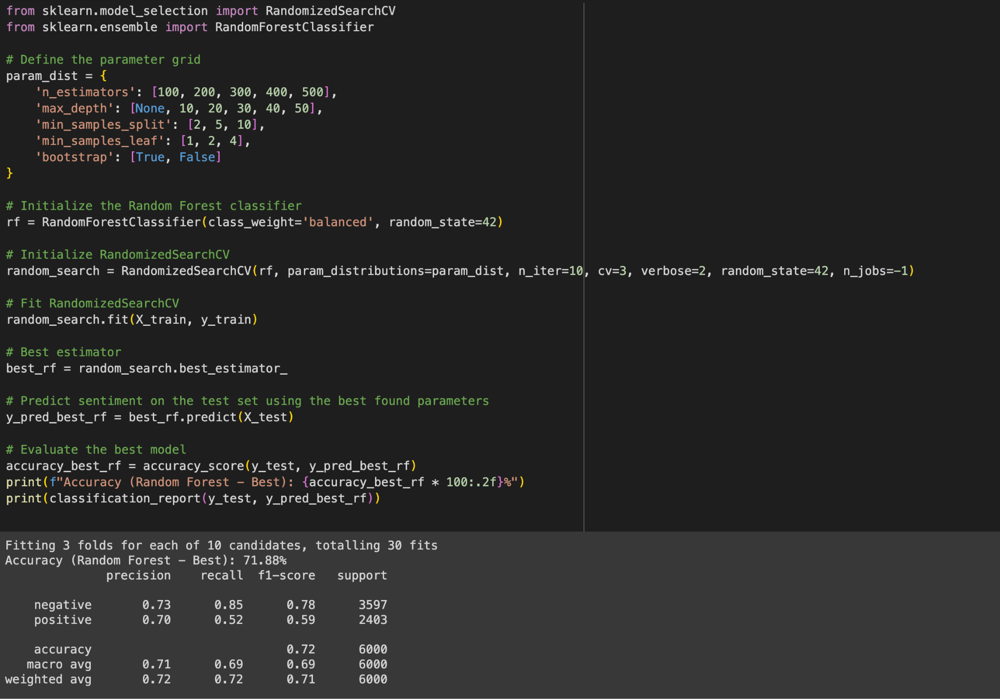 from sklearn.model_selection import RandomizedSearchCV
from sklearn.ensemble import RandomForestClassifier
# Define the parameter grid
param_dist = {
    'n_estimators': [100, 200, 300, 400, 500],
    'max_depth': [None, 10, 20, 30, 40, 50],
    'min_samples_split': [2, 5, 10],
    'min_samples_leaf': [1, 2, 4],
    'bootstrap': [True, False]
}
# Initialize the Random Forest classifier
rf = RandomForestClassifier(class_weight='balanced', random_state=42)
# Initialize RandomizedSearchCV
random_search = RandomizedSearchCV(rf, param_distributions=param_dist, n_iter=10, cv=3, verbose=2, random_state=42, n_jobs=-1)
# Fit RandomizedSearchCV
random_search.fit(X_train, y_train)
# Best estimator
best_rf = random_search.best_estimator_
# Predict sentiment on the test set using the best found parameters
y_pred_best_rf = best_rf.predict(X_test)
# Evaluate the best model
accuracy_best_rf = accuracy_score(y_test, y_pred_best_rf)
print(f"Accuracy (Random Forest - Best): {accuracy_best_rf * 100:.2f}%")
print(classification_report(y_test, y_pred_best_rf))
Fitting 3 folds for each of 10 candidates, totalling 30 fits
Accuracy (Random Forest - Best): 71.88%
              precision    recall  f1-score   support
    negative       0.73      0.85      0.78      3597
    positive       0.70      0.52      0.59      2403
    accuracy                           0.72      6000
   macro avg       0.71      0.69      0.69      6000
weighted avg       0.72      0.72      0.71      6000